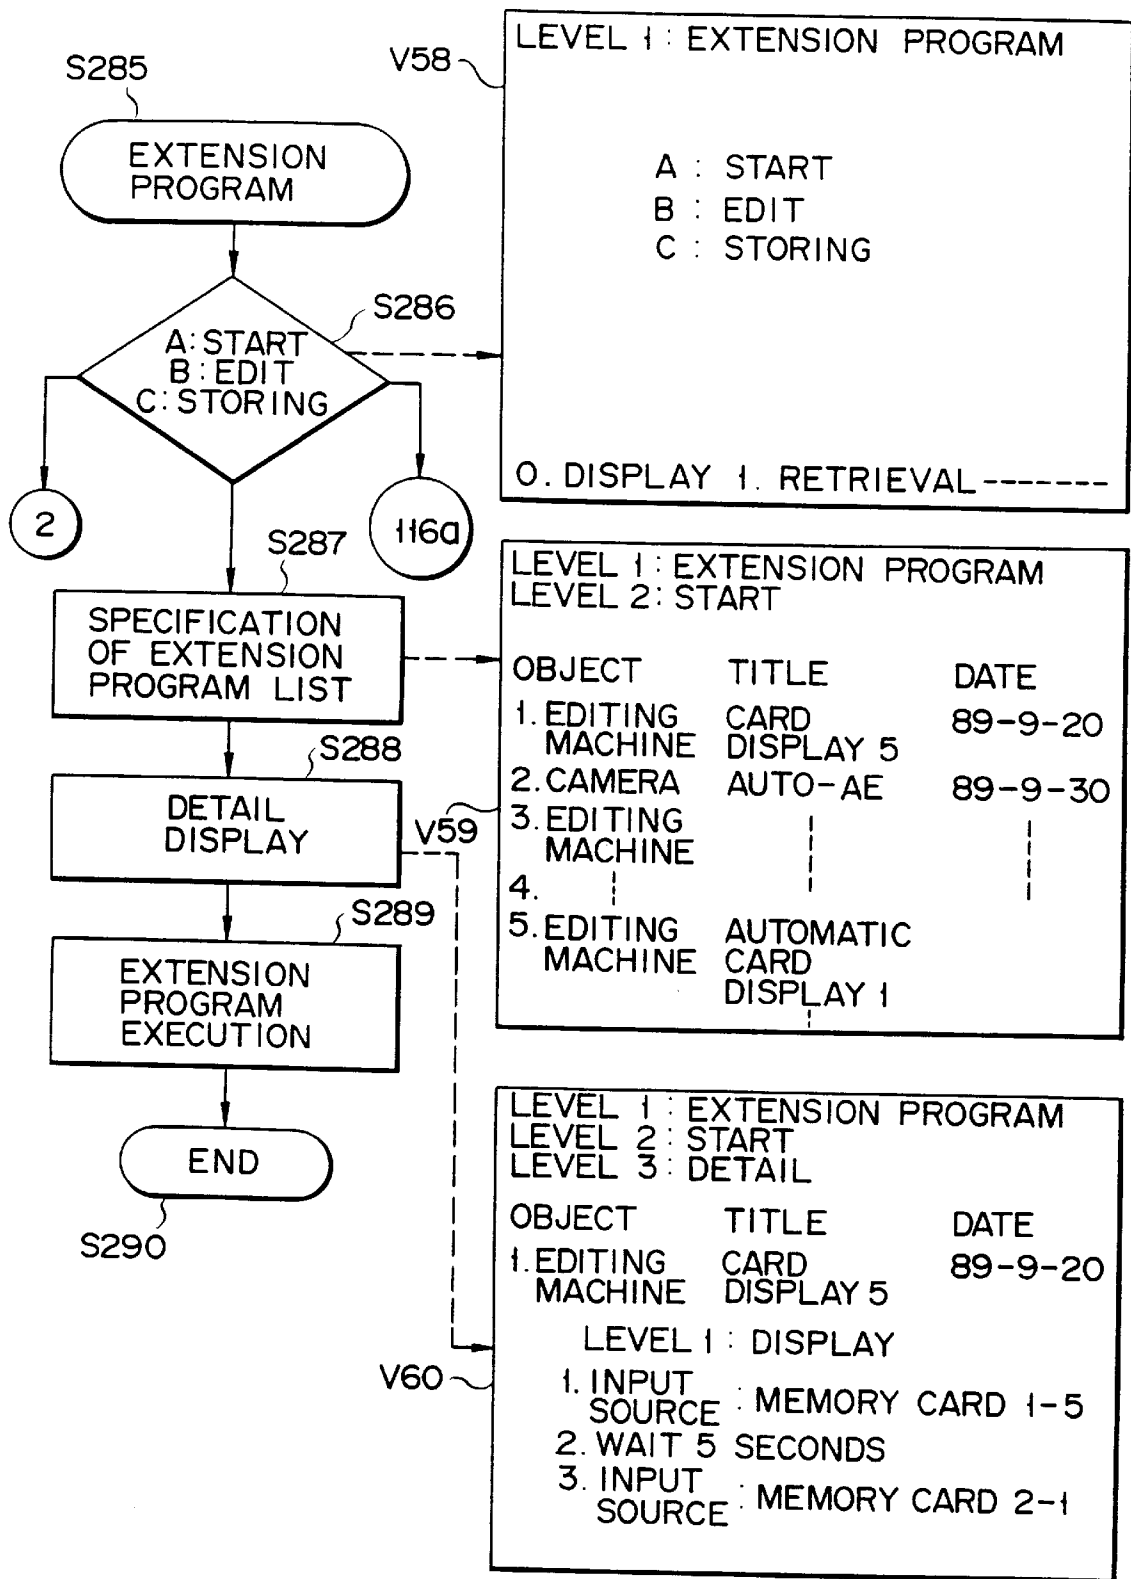 S285
EXTENSION
PROGRAM
S286
A:START
B:EDIT
C:STORING
2
116a
S287
SPECIFICATION
OF EXTENSION
PROGRAM LIST
S288
DETAIL
DISPLAY
S289
EXTENSION
PROGRAM
EXECUTION
END
S290
V58
LEVEL 1: EXTENSION PROGRAM
A : START
B : EDIT
C : STORING
0. DISPLAY 1. RETRIEVAL-------
V59
LEVEL 1: EXTENSION PROGRAM
LEVEL 2: START
OBJECT TITLE DATE
1. EDITING CARD 89-9-20
MACHINE DISPLAY 5
2. CAMERA AUTO-AE 89-9-30
3. EDITING
MACHINE
4.
5. EDITING AUTOMATIC
MACHINE CARD
DISPLAY 1
V60
LEVEL 1: EXTENSION PROGRAM
LEVEL 2: START
LEVEL 3: DETAIL
OBJECT TITLE DATE
1. EDITING CARD 89-9-20
MACHINE DISPLAY 5
LEVEL 1: DISPLAY
1. INPUT
SOURCE : MEMORY CARD 1-5
2. WAIT 5 SECONDS
3. INPUT
SOURCE : MEMORY CARD 2-1